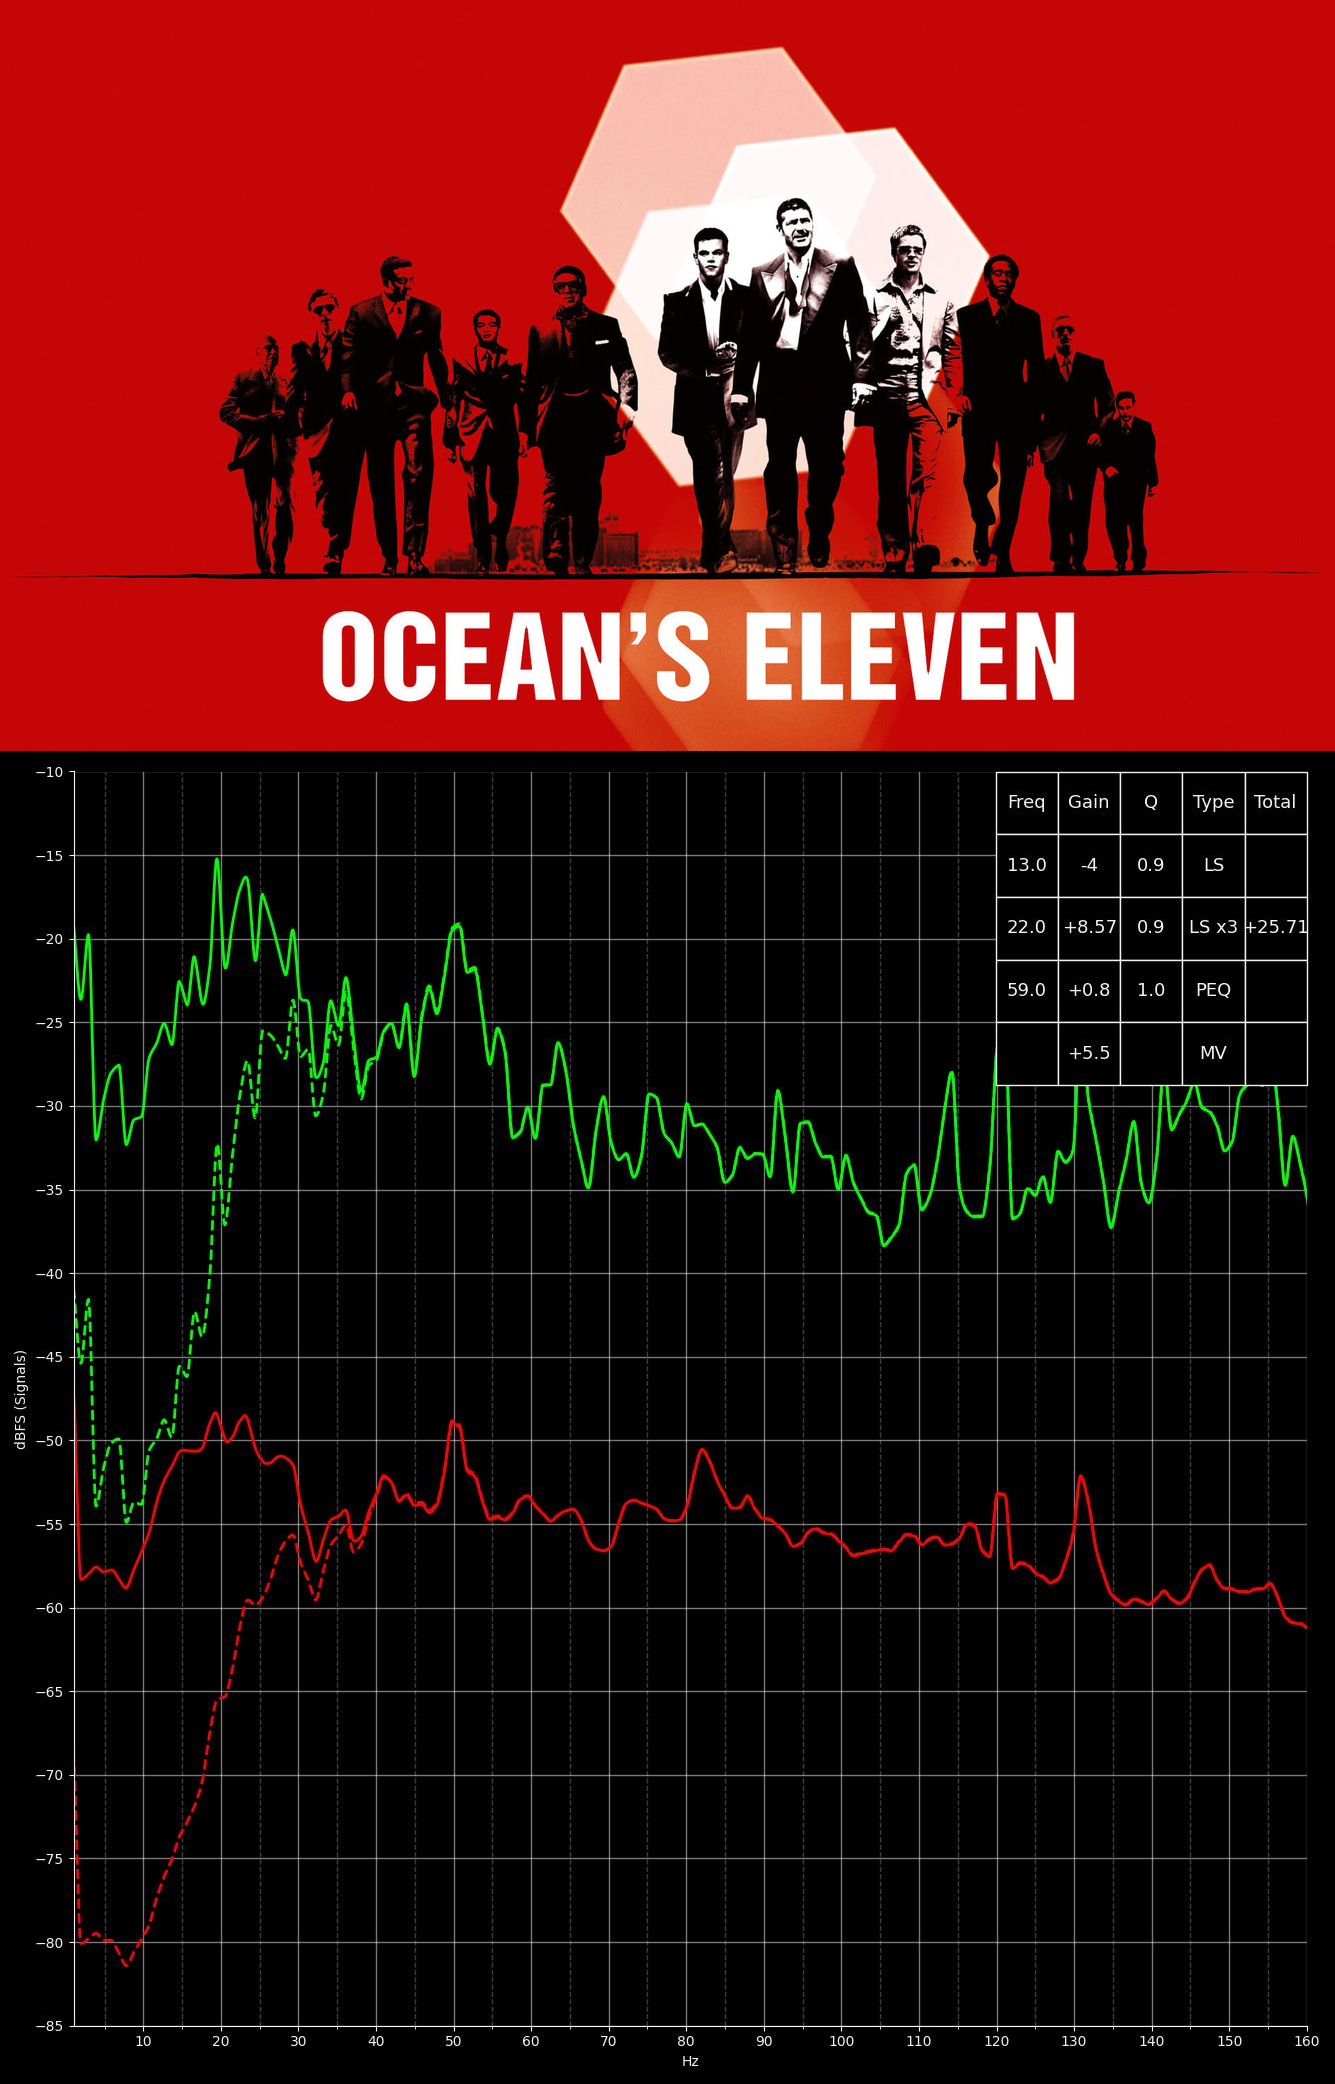 OCEAN'S ELEVEN
Freq Gain Q Type Total
13.0 -4 0.9 LS
22.0 +8.57 0.9 LS x3 +25.71
59.0 +0.8 1.0 PEQ
+5.5 MV
−10
−15
−20
−25
−30
−35
−40
−45
−50
−55
−60
−65
−70
−75
−80
−85
dBFS (Signals)
10 20 30 40 50 60 70 80 90 100 110 120 130 140 150 160
Hz